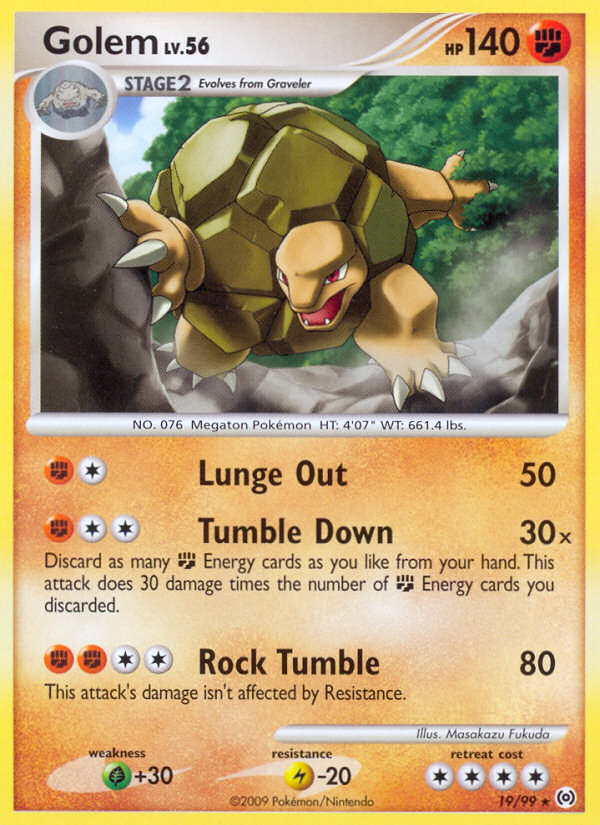 Golem LV.56 HP 140
STAGE2 Evolves from Graveler
NO. 076 Megaton Pokémon HT: 4'07" WT: 661.4 lbs.
Lunge Out 50
Tumble Down 30x
Discard as many Energy cards as you like from your hand. This
attack does 30 damage times the number of Energy cards you
discarded.
Rock Tumble 80
This attack's damage isn't affected by Resistance.
Illus. Masakazu Fukuda
weakness resistance retreat cost
+30 -20
©2009 Pokémon/Nintendo 19/99 ★